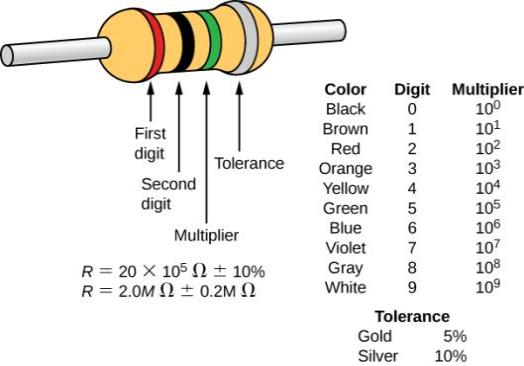 First
digit
Second
digit
Multiplier
Tolerance
R = 20 × 10⁵ Ω ± 10%
R = 2.0M Ω ± 0.2M Ω
Color Digit Multiplier
Black 0 10⁰
Brown 1 10¹
Red 2 10²
Orange 3 10³
Yellow 4 10⁴
Green 5 10⁵
Blue 6 10⁶
Violet 7 10⁷
Gray 8 10⁸
White 9 10⁹
Tolerance
Gold 5%
Silver 10%